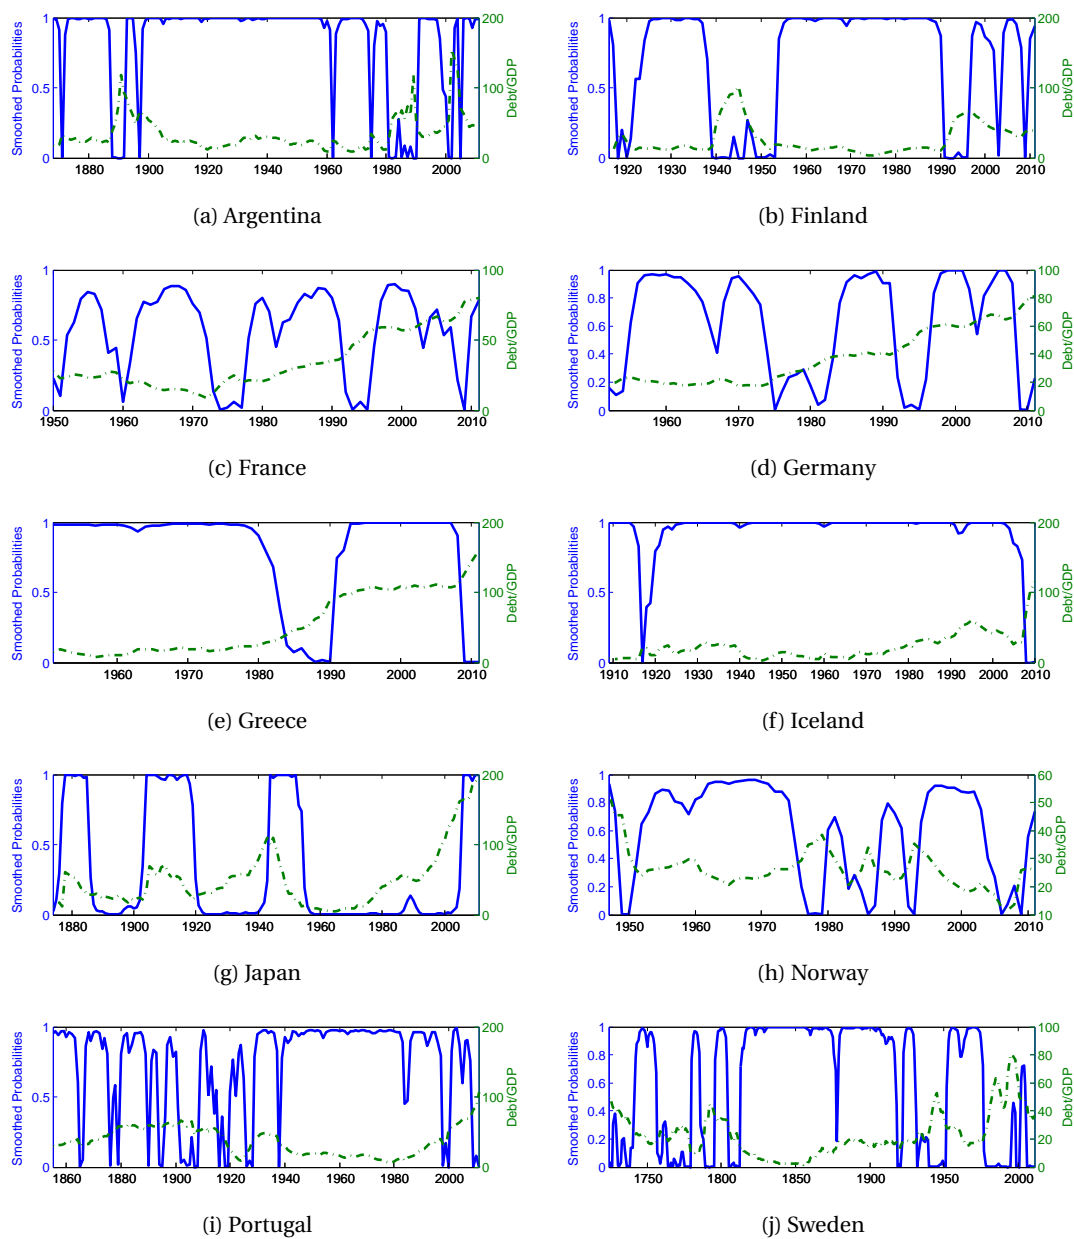 Smoothed Probabilities
1
0.5
0
1880 1900 1920 1940 1960 1980 2000
200
100
0
Debt/GDP
(a) Argentina
Smoothed Probabilities
1
0.5
0
1920 1930 1940 1950 1960 1970 1980 1990 2000 2010
200
100
0
Debt/GDP
(b) Finland
Smoothed Probabilities
1
0.5
0
1950 1960 1970 1980 1990 2000 2010
100
50
0
Debt/GDP
(c) France
Smoothed Probabilities
1
0.8
0.6
0.4
0.2
0
1960 1970 1980 1990 2000 2010
100
80
60
40
20
0
Debt/GDP
(d) Germany
Smoothed Probabilities
1
0.5
0
1960 1970 1980 1990 2000 2010
200
100
0
Debt/GDP
(e) Greece
Smoothed Probabilities
1
0.5
0
1910 1920 1930 1940 1950 1960 1970 1980 1990 2000 2010
200
100
0
Debt/GDP
(f) Iceland
Smoothed Probabilities
1
0.5
0
1880 1900 1920 1940 1960 1980 2000
200
100
0
Debt/GDP
(g) Japan
Smoothed Probabilities
1
0.8
0.6
0.4
0.2
0
1950 1960 1970 1980 1990 2000 2010
60
50
40
30
20
10
Debt/GDP
(h) Norway
Smoothed Probabilities
1
0.5
0
1860 1880 1900 1920 1940 1960 1980 2000
200
100
0
Debt/GDP
(i) Portugal
Smoothed Probabilities
1
0.8
0.6
0.4
0.2
0
1750 1800 1850 1900 1950 2000
100
80
60
40
20
0
Debt/GDP
(j) Sweden